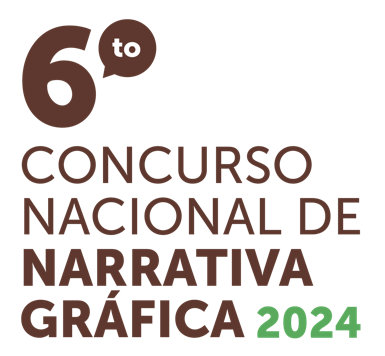 6to
CONCURSO
NACIONAL DE
NARRATIVA
GRÁFICA 2024